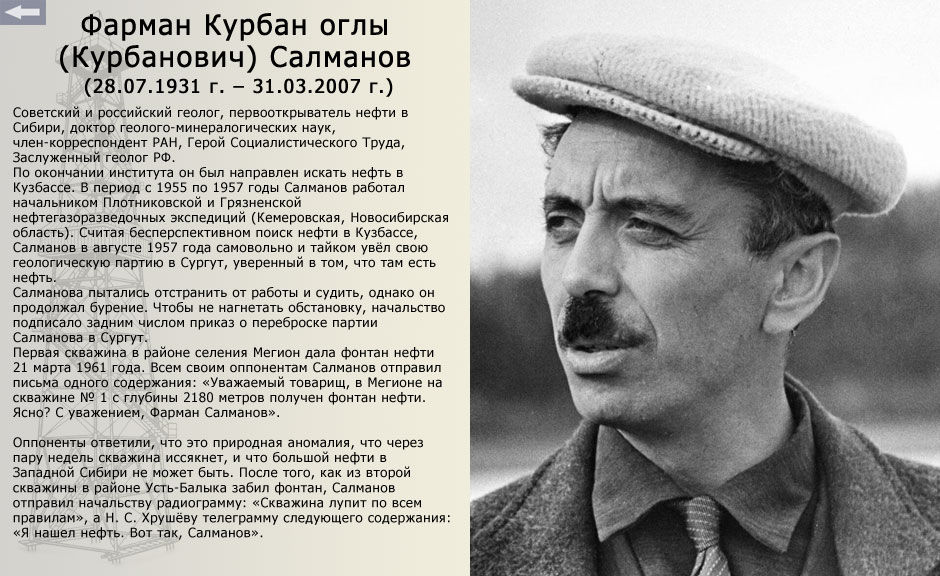 Фарман Курбан оглы
(Курбанович) Салманов
(28.07.1931 г. – 31.03.2007 г.)
Советский и российский геолог, первооткрыватель нефти в
Сибири, доктор геолого-минералогических наук,
член-корреспондент РАН, Герой Социалистического Труда,
Заслуженный геолог РФ.
По окончании института он был направлен искать нефть в
Кузбассе. В период с 1955 по 1957 годы Салманов работал
начальником Плотниковской и Грязненской
нефтегазоразведочных экспедиций (Кемеровская, Новосибирская
область). Считая бесперспективном поиск нефти в Кузбассе,
Салманов в августе 1957 года самовольно и тайком увёл свою
геологическую партию в Сургут, уверенный в том, что там есть
нефть.
Салманова пытались отстранить от работы и судить, однако он
продолжал бурение. Чтобы не нагнетать обстановку, начальство
подписало задним числом приказ о переброске партии
Салманова в Сургут.
Первая скважина в районе селения Мегион дала фонтан нефти
21 марта 1961 года. Всем своим оппонентам Салманов отправил
письма одного содержания: «Уважаемый товарищ, в Мегионе на
скважине № 1 с глубины 2180 метров получен фонтан нефти.
Ясно? С уважением, Фарман Салманов».
Оппоненты ответили, что это природная аномалия, что через
пару недель скважина иссякнет, и что большой нефти в
Западной Сибири не может быть. После того, как из второй
скважины в районе Усть-Балыка забил фонтан, Салманов
отправил начальству радиограмму: «Скважина лупит по всем
правилам», а Н. С. Хрущёву телеграмму следующего содержания:
«Я нашел нефть. Вот так, Салманов».